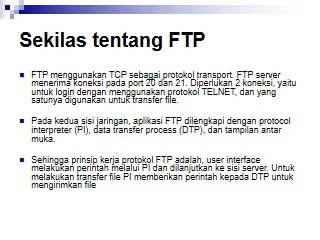 Sekilas tentang FTP
FTP menggunakan TCP sebagai protokol transport. FTP server
menerima koneksi pada port 20 dan 21. Diperlukan 2 koneksi, yaitu
untuk login dengan menggunakan protokol TELNET, dan yang
satunya digunakan untuk transfer file.
Pada kedua sisi jaringan, aplikasi FTP dilengkapi dengan protocol
interpreter (PI), data transfer process (DTP), dan tampilan antar
muka.
Sehingga prinsip kerja protokol FTP adalah, user interface
melakukan perintah melalui PI dan dilanjutkan ke sisi server. Untuk
melakukan transfer file PI memberikan perintah kepada DTP untuk
mengirimkan file